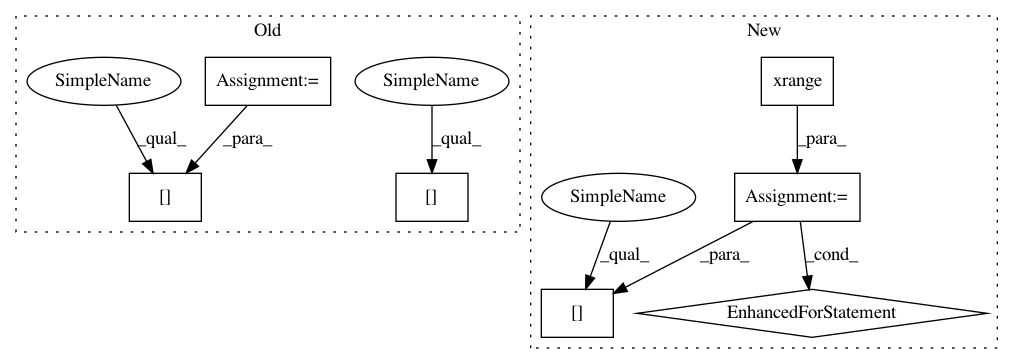 Old
New
SimpleName
Assignment:=
SimpleName
xrange
_qual_
_para_
_qual_
_para_
[]
[]
SimpleName
Assignment:=
_qual_
_para_
_cond_
[]
EnhancedForStatement